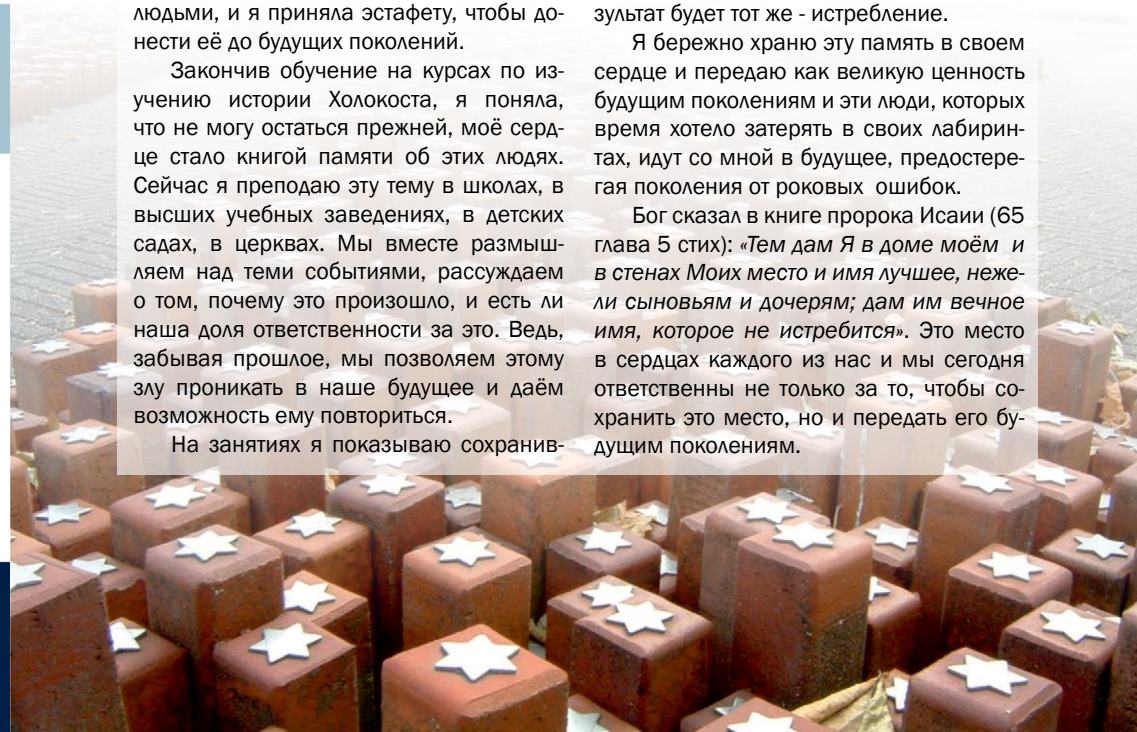 людьми, и я приняла эстафету, чтобы до-
нести её до будущих поколений.
Закончив обучение на курсах по из-
учению истории Холокоста, я поняла,
что не могу остаться прежней, моё серд-
це стало книгой памяти об этих людях.
Сейчас я преподаю эту тему в школах, в
высших учебных заведениях, в детских
садах, в церквах. Мы вместе размыш-
ляем над теми событиями, рассуждаем
о том, почему это произошло, и есть ли
наша доля ответственности за это. Ведь,
забывая прошлое, мы позволяем этому
злу проникать в наше будущее и даём
возможность ему повториться.
На занятиях я показываю сохранив-
зультат будет тот же - истребление.
Я бережно храню эту память в своем
сердце и передаю как великую ценность
будущим поколениям и эти люди, которых
время хотело затерять в своих лабирин-
тах, идут со мной в будущее, предостере-
гая поколения от роковых  ошибок.
Бог сказал в книге пророка Исаии (65
глава 5 стих): «Тем дам Я в доме моём  и
в стенах Моих место и имя лучшее, неже-
ли сыновьям и дочерям; дам им вечное
имя, которое не истребится». Это место
в сердцах каждого из нас и мы сегодня
ответственны не только за то, чтобы со-
хранить это место, но и передать его бу-
дущим поколениям.